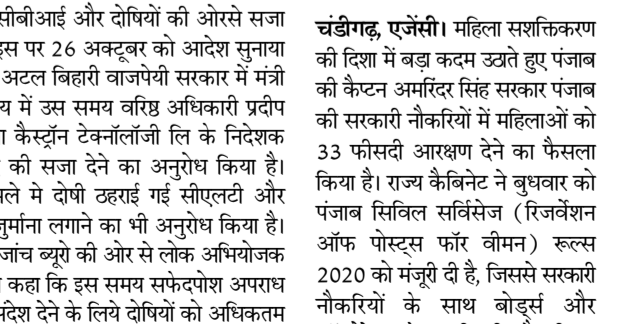 सीबीआई और दोषियों की ओरसे सजा
इस पर 26 अक्टूबर को आदेश सुनाया
अटल बिहारी वाजपेयी सरकार में मंत्री
य में उस समय वरिष्ठ अधिकारी प्रदीप
कैस्ट्रॉन टेक्नॉलॉजी लि के निदेशक
की सजा देने का अनुरोध किया है।
मले मे दोषी ठहराई गई सीएलटी और
जुर्माना लगाने का भी अनुरोध किया है।
जांच ब्यूरो की ओर से लोक अभियोजक
कहा कि इस समय सफेदपोश अपराध
संदेश देने के लिये दोषियों को अधिकतम
चंडीगढ़, एजेंसी। महिला सशक्तिकरण
की दिशा में बड़ा कदम उठाते हुए पंजाब
की कैप्टन अमरिंदर सिंह सरकार पंजाब
की सरकारी नौकरियों में महिलाओं को
33 फीसदी आरक्षण देने का फैसला
किया है। राज्य कैबिनेट ने बुधवार को
पंजाब सिविल सर्विसेज (रिजर्वेशन
ऑफ पोस्ट्स फॉर वीमन) रूल्स
2020 को मंजूरी दी है, जिससे सरकारी
नौकरियों के साथ बोर्ड्स और